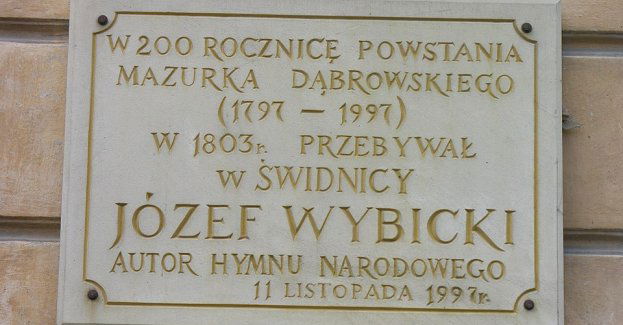 W 200 ROCZNICĘ POWSTANIA
MAZURKA DĄBROWSKIEGO
(1797 – 1997)
W 1803r. PRZEBYWAŁ
W ŚWIDNICY
JÓZEF WYBICKI
AUTOR HYMNU NARODOWEGO
11 LISTOPADA 1997r.